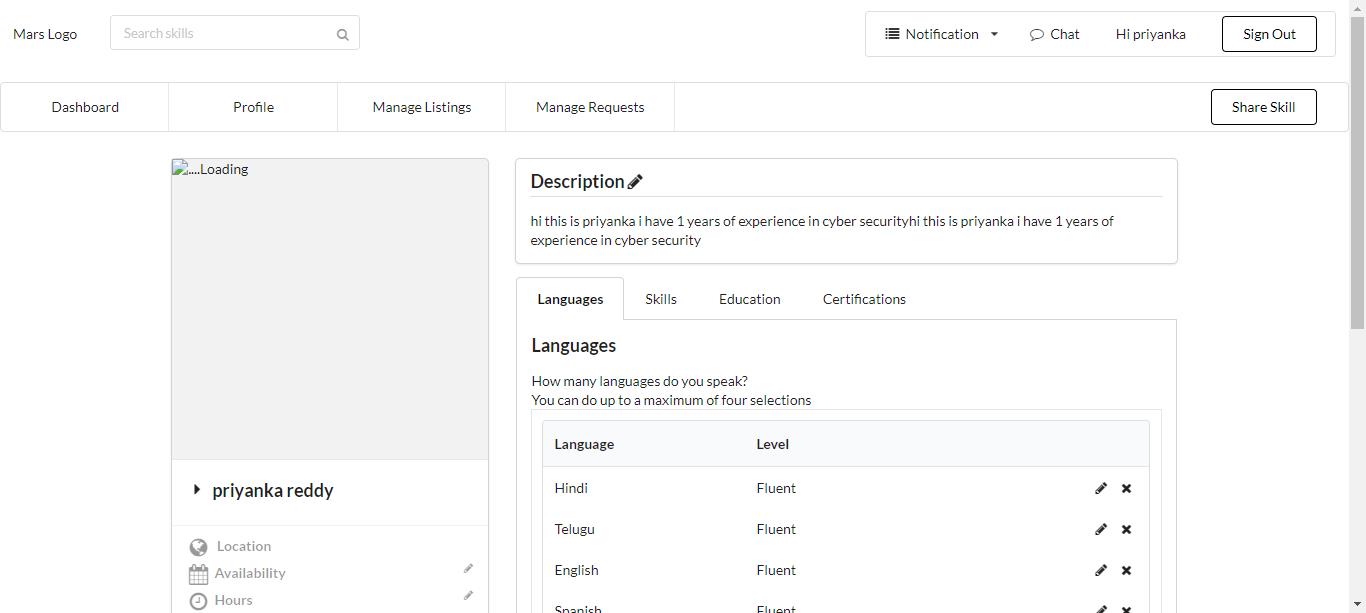 Mars Logo
Search skills
Notification
Chat
Hi priyanka
Sign Out
Dashboard
Profile
Manage Listings
Manage Requests
Share Skill
....Loading
Description
hi this is priyanka i have 1 years of experience in cyber securityhi this is priyanka i have 1 years of
experience in cyber security
Languages
Skills
Education
Certifications
Languages
How many languages do you speak?
You can do up to a maximum of four selections
Language Level
Hindi Fluent
Telugu Fluent
English Fluent
Spanish Fluent
priyanka reddy
Location
Availability
Hours